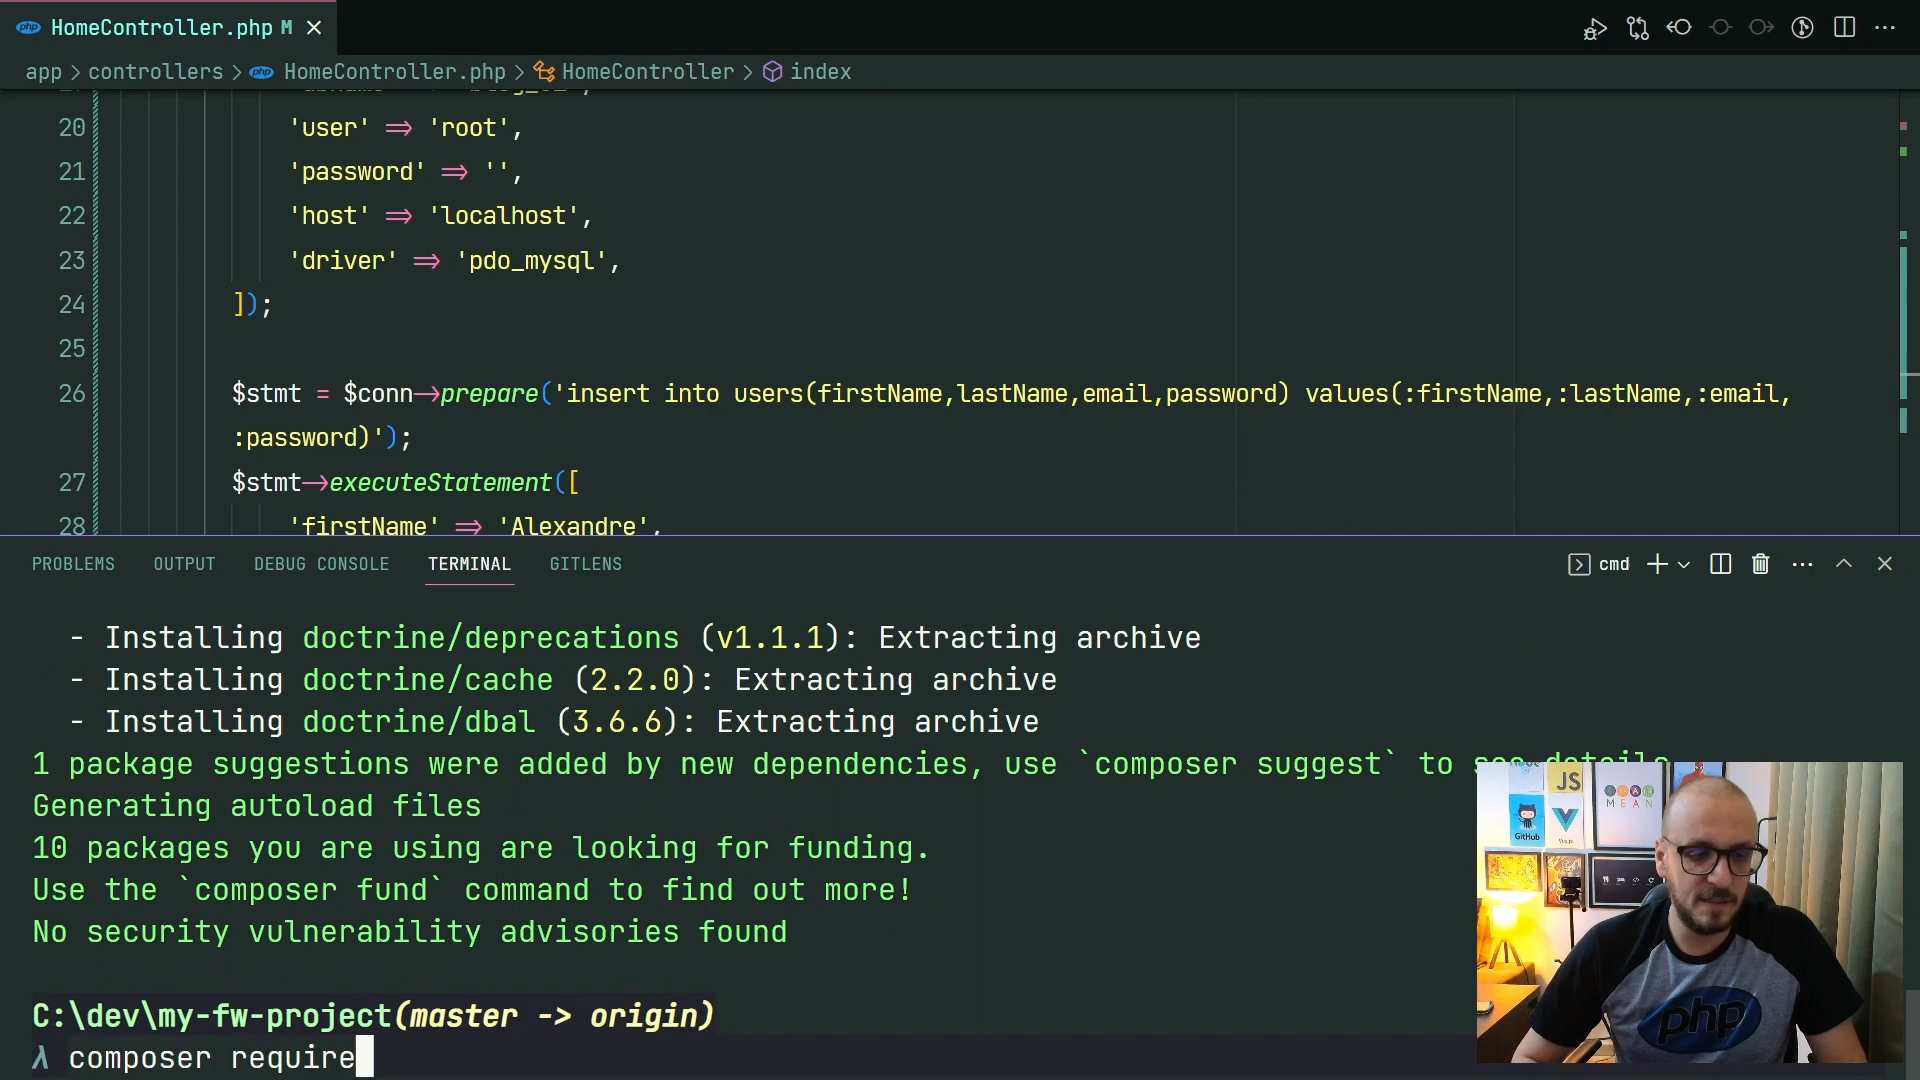 HomeController.php M
app > controllers > HomeController.php > HomeController > index
20 'user' => 'root',
21 'password' => '',
22 'host' => 'localhost',
23 'driver' => 'pdo_mysql',
24 ]);
25
26 $stmt = $conn->prepare('insert into users(firstName,lastName,email,password) values(:firstName,:lastName,:email,
:password)');
27 $stmt->executeStatement([
28 'firstName' => 'Alexandre',
PROBLEMS OUTPUT DEBUG CONSOLE TERMINAL GITLENS cmd
- Installing doctrine/deprecations (v1.1.1): Extracting archive
- Installing doctrine/cache (2.2.0): Extracting archive
- Installing doctrine/dbal (3.6.6): Extracting archive
1 package suggestions were added by new dependencies, use `composer suggest` to see details
Generating autoload files
10 packages you are using are looking for funding.
Use the `composer fund` command to find out more!
No security vulnerability advisories found
C:\dev\my-fw-project(master -> origin)
λ composer require
JS
MEAN
GitHub
php